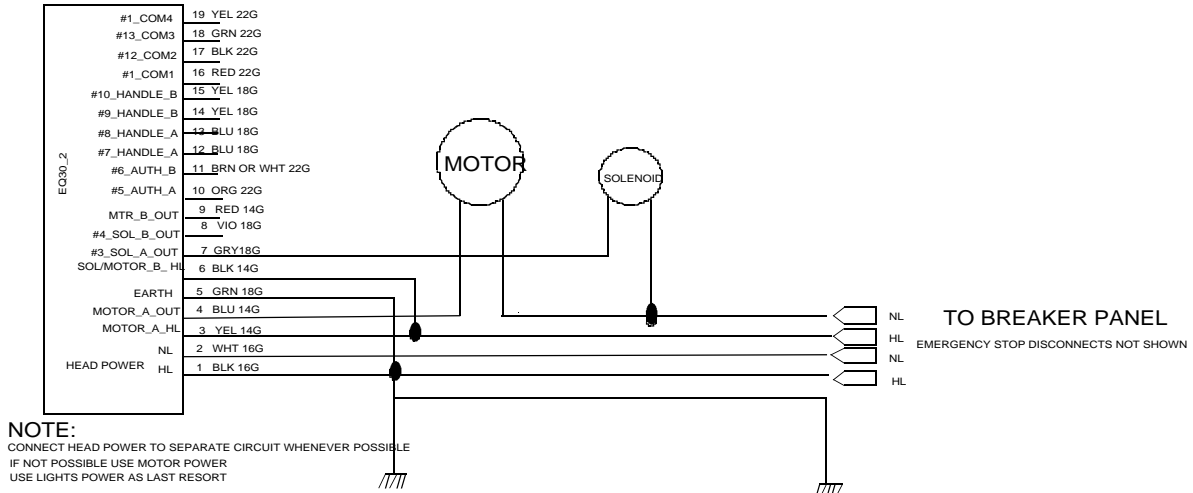 #1_COM4 19 YEL 22G
#13_COM3 18 GRN 22G
#12_COM2 17 BLK 22G
#1_COM1 16 RED 22G
#10_HANDLE_B 15 YEL 18G
#9_HANDLE_B 14 YEL 18G
#8_HANDLE_A 13 BLU 18G
#7_HANDLE_A 12 BLU 18G
#6_AUTH_B 11 BRN OR WHT 22G
#5_AUTH_A 10 ORG 22G
MTR_B_OUT 9 RED 14G
#4_SOL_B_OUT 8 VIO 18G
#3_SOL_A_OUT 7 GRY18G
SOL/MOTOR_B_ HL 6 BLK 14G
EARTH 5 GRN 18G
MOTOR_A_OUT 4 BLU 14G
MOTOR_A_HL 3 YEL 14G
NL 2 WHT 16G
HEAD POWER HL 1 BLK 16G
EQ30_2
MOTOR
SOLENOID
NL
HL
NL
HL
TO BREAKER PANEL
EMERGENCY STOP DISCONNECTS NOT SHOWN
NOTE:
CONNECT HEAD POWER TO SEPARATE CIRCUIT WHENEVER POSSIBLE
IF NOT POSSIBLE USE MOTOR POWER
USE LIGHTS POWER AS LAST RESORT